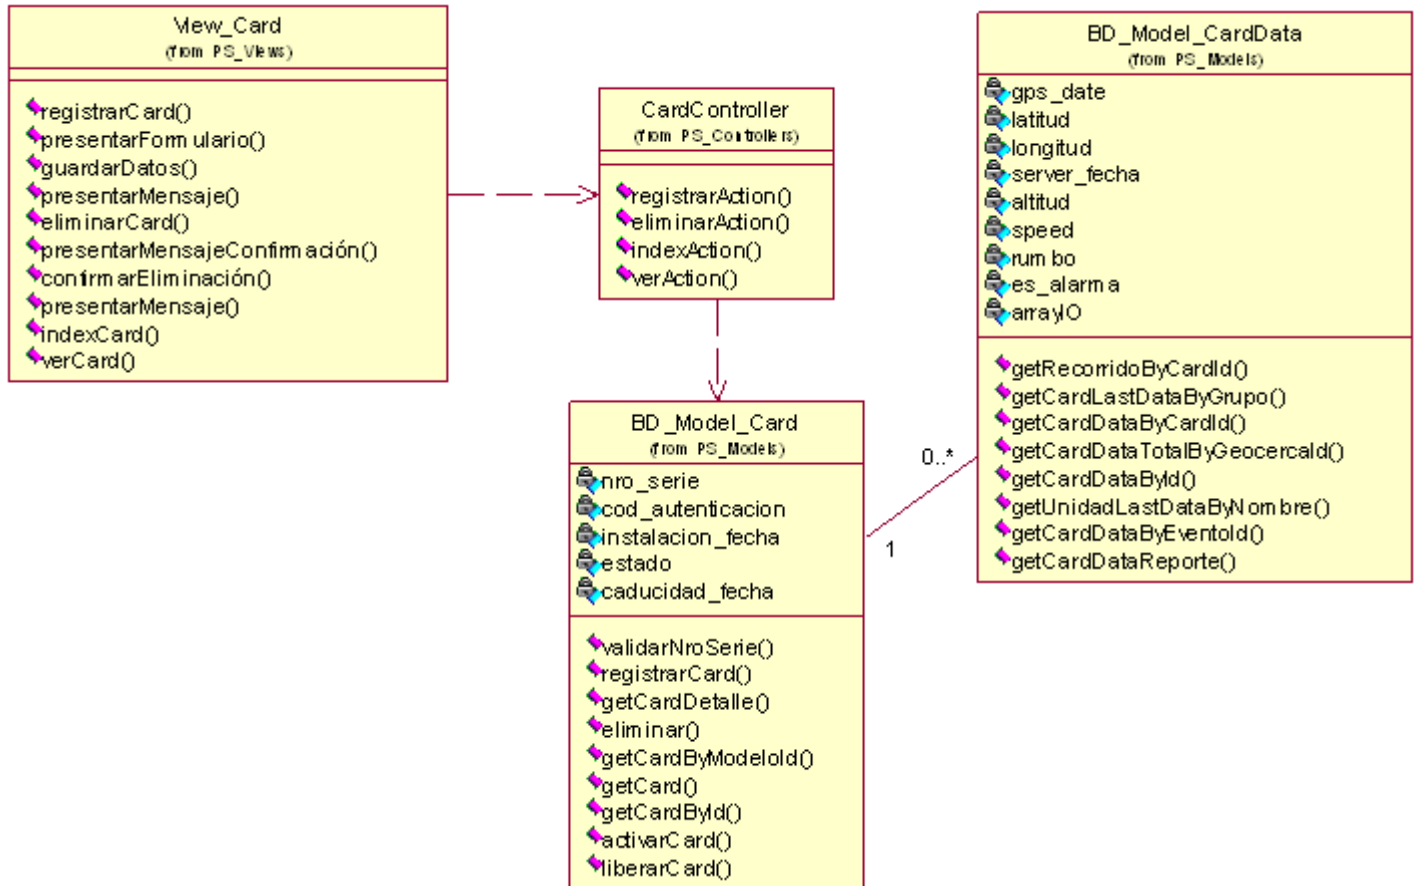 View_Card
(from PS_Views)
registrarCard()
presentarFormulario()
guardarDatos()
presentarMensaje()
eliminarCard()
presentarMensajeConfirmación()
confirmarEliminación()
presentarMensaje()
indexCard()
verCard()
CardController
(from PS_Controllers)
registrarAction()
eliminarAction()
indexAction()
verAction()
BD_Model_CardData
(from PS_Models)
gps_date
latitud
longitud
server_fecha
altitud
speed
rumbo
es_alarma
arrayIO
getRecorridoByCardId()
getCardLastDataByGrupo()
getCardDataByCardId()
getCardDataTotalByGeocercaId()
getCardDataById()
getUnidadLastDataByNombre()
getCardDataByEventoId()
getCardDataReporte()
0..*
1
BD_Model_Card
(from PS_Models)
nro_serie
cod_autenticacion
instalacion_fecha
estado
caducidad_fecha
validarNroSerie()
registrarCard()
getCardDetalle()
eliminar()
getCardByModeloId()
getCard()
getCardById()
activarCard()
liberarCard()